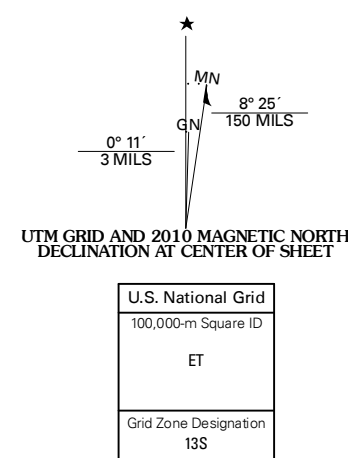 MN
8° 25´
150 MILS
GN
0° 11´
3 MILS
UTM GRID AND 2010 MAGNETIC NORTH
DECLINATION AT CENTER OF SHEET
U.S. National Grid
100,000-m Square ID
ET
Grid Zone Designation
13S